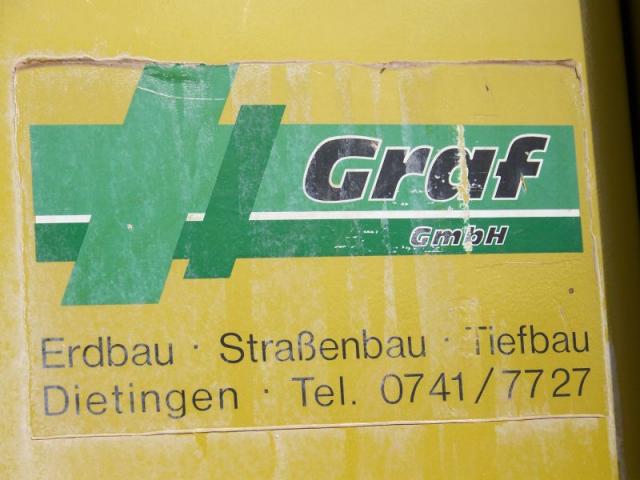 Graf
GmbH
Erdbau · Straßenbau · Tiefbau
Dietingen · Tel. 0741/7727